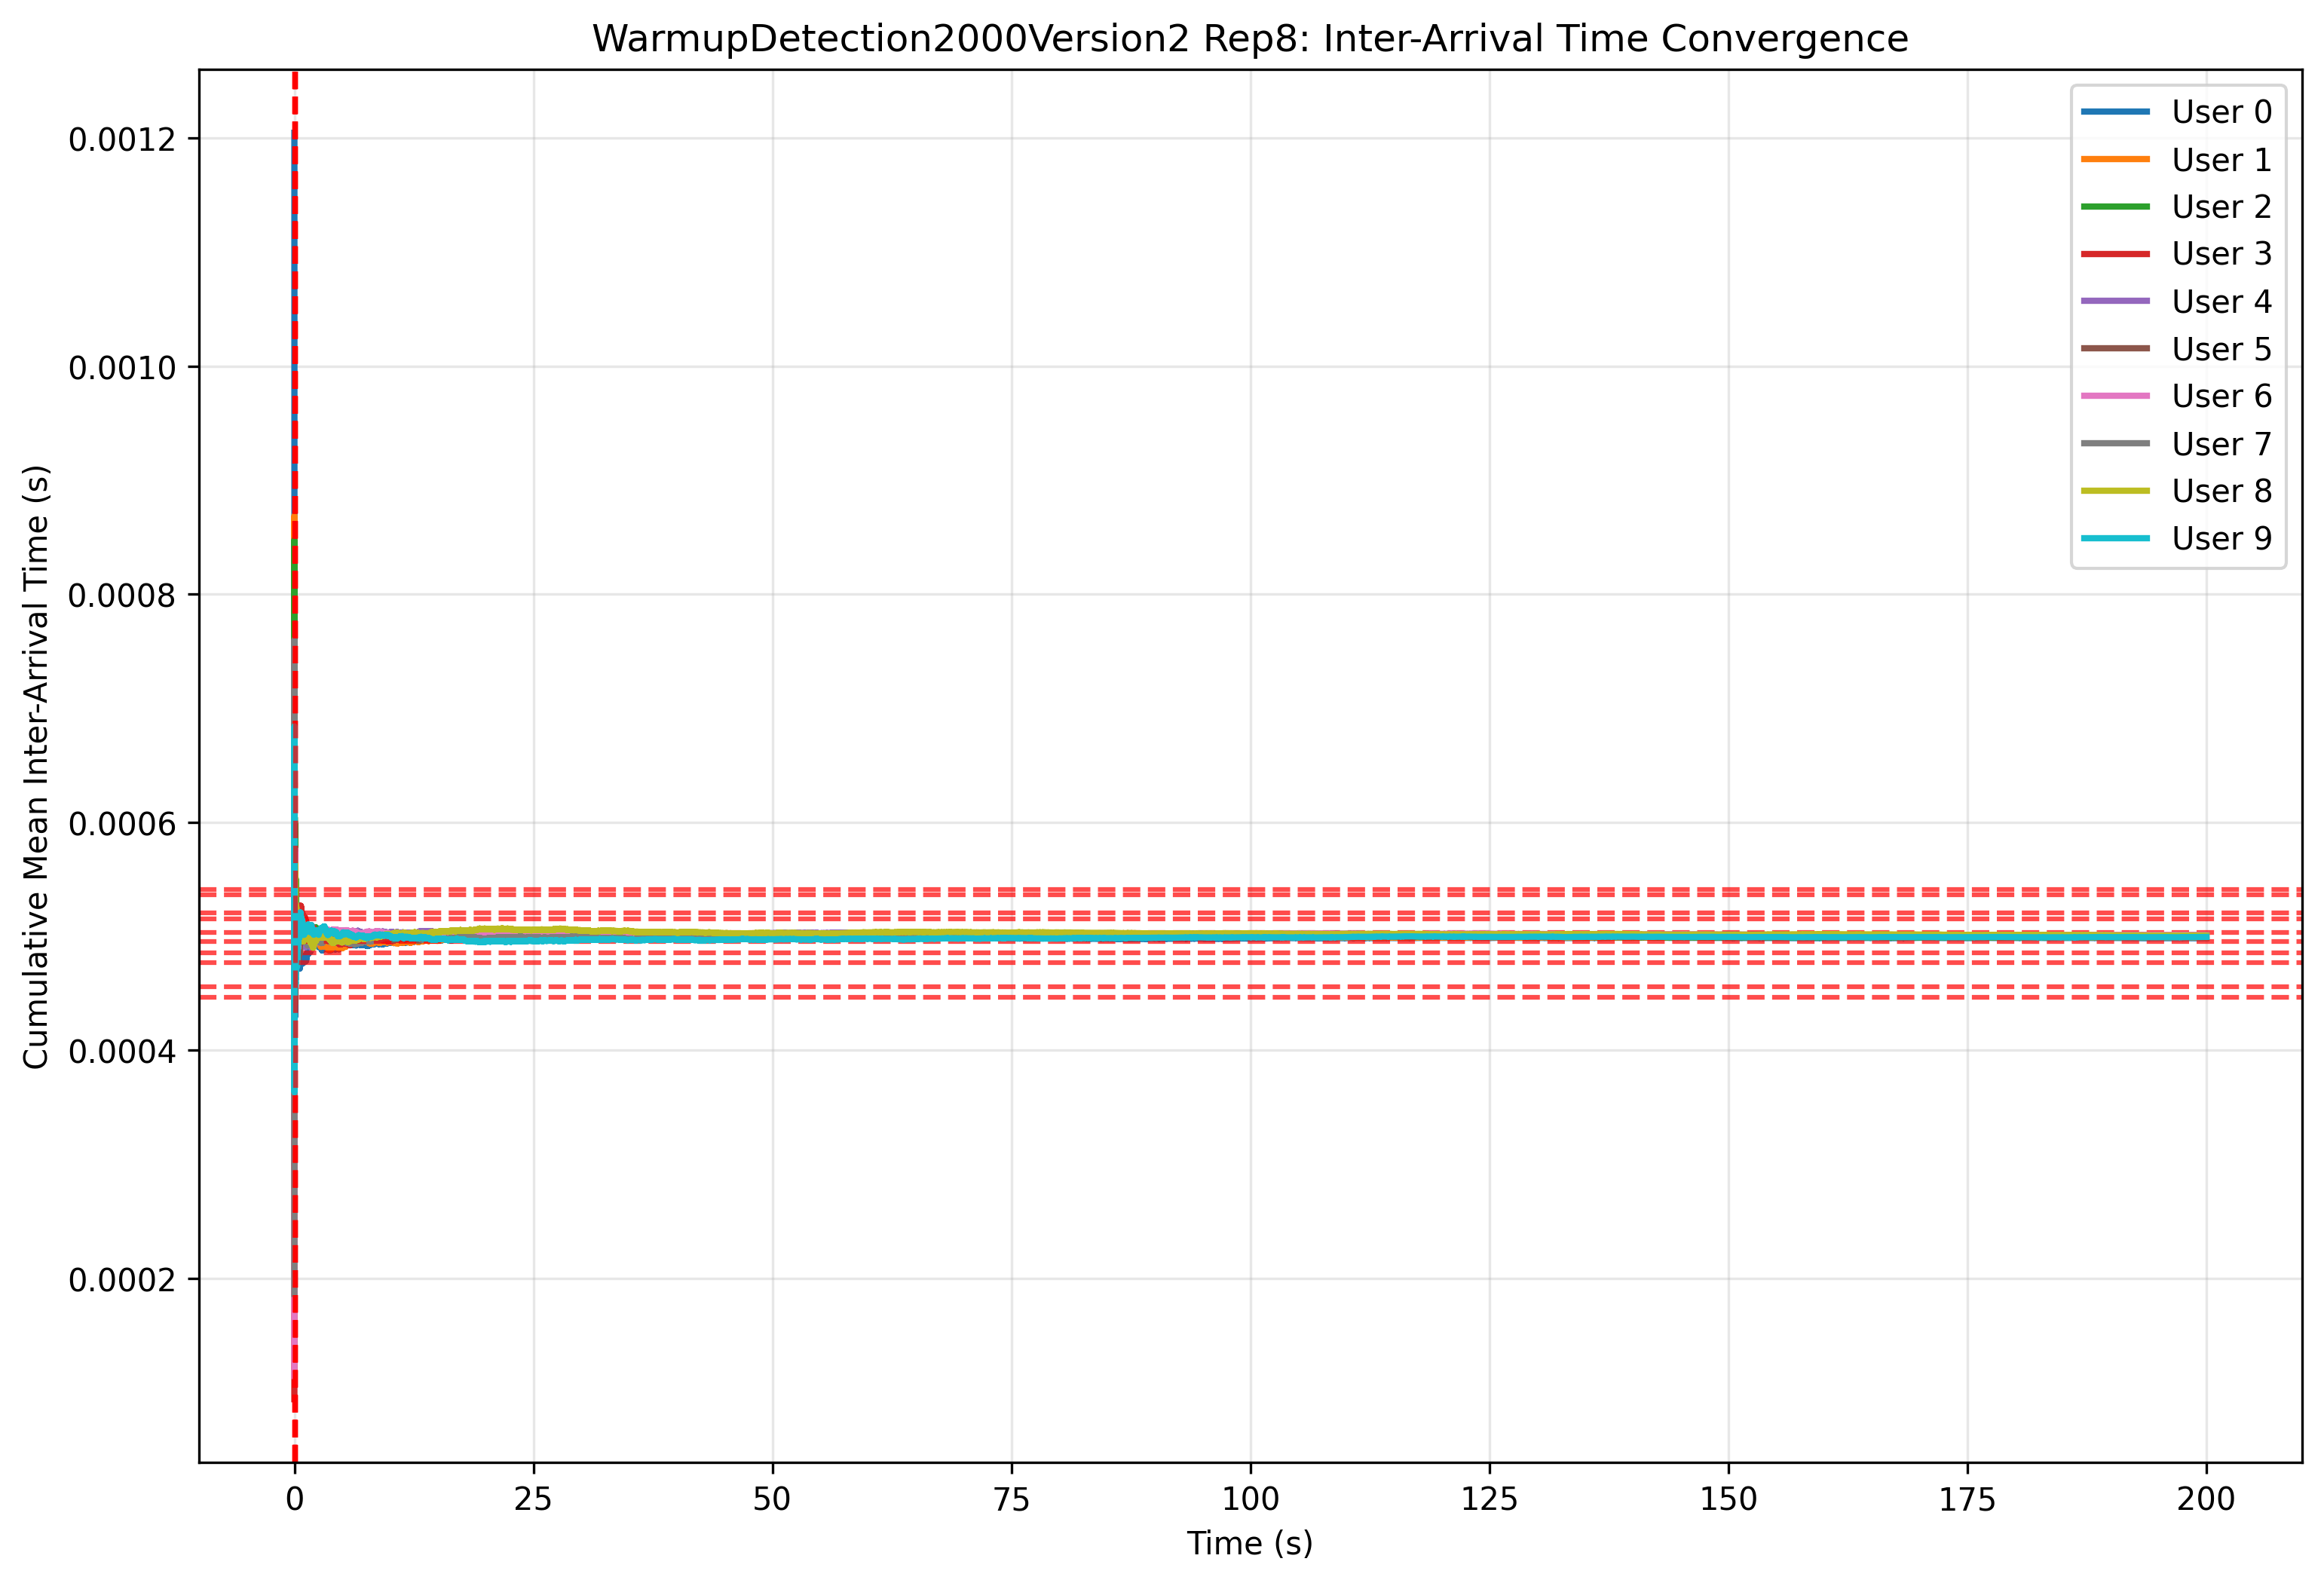 WarmupDetection2000Version2 Rep8: Inter-Arrival Time Convergence
Cumulative Mean Inter-Arrival Time (s)
0.0012
0.0010
0.0008
0.0006
0.0004
0.0002
User 0
User 1
User 2
User 3
User 4
User 5
User 6
User 7
User 8
User 9
0 25 50 75 100 125 150 175 200
Time (s)